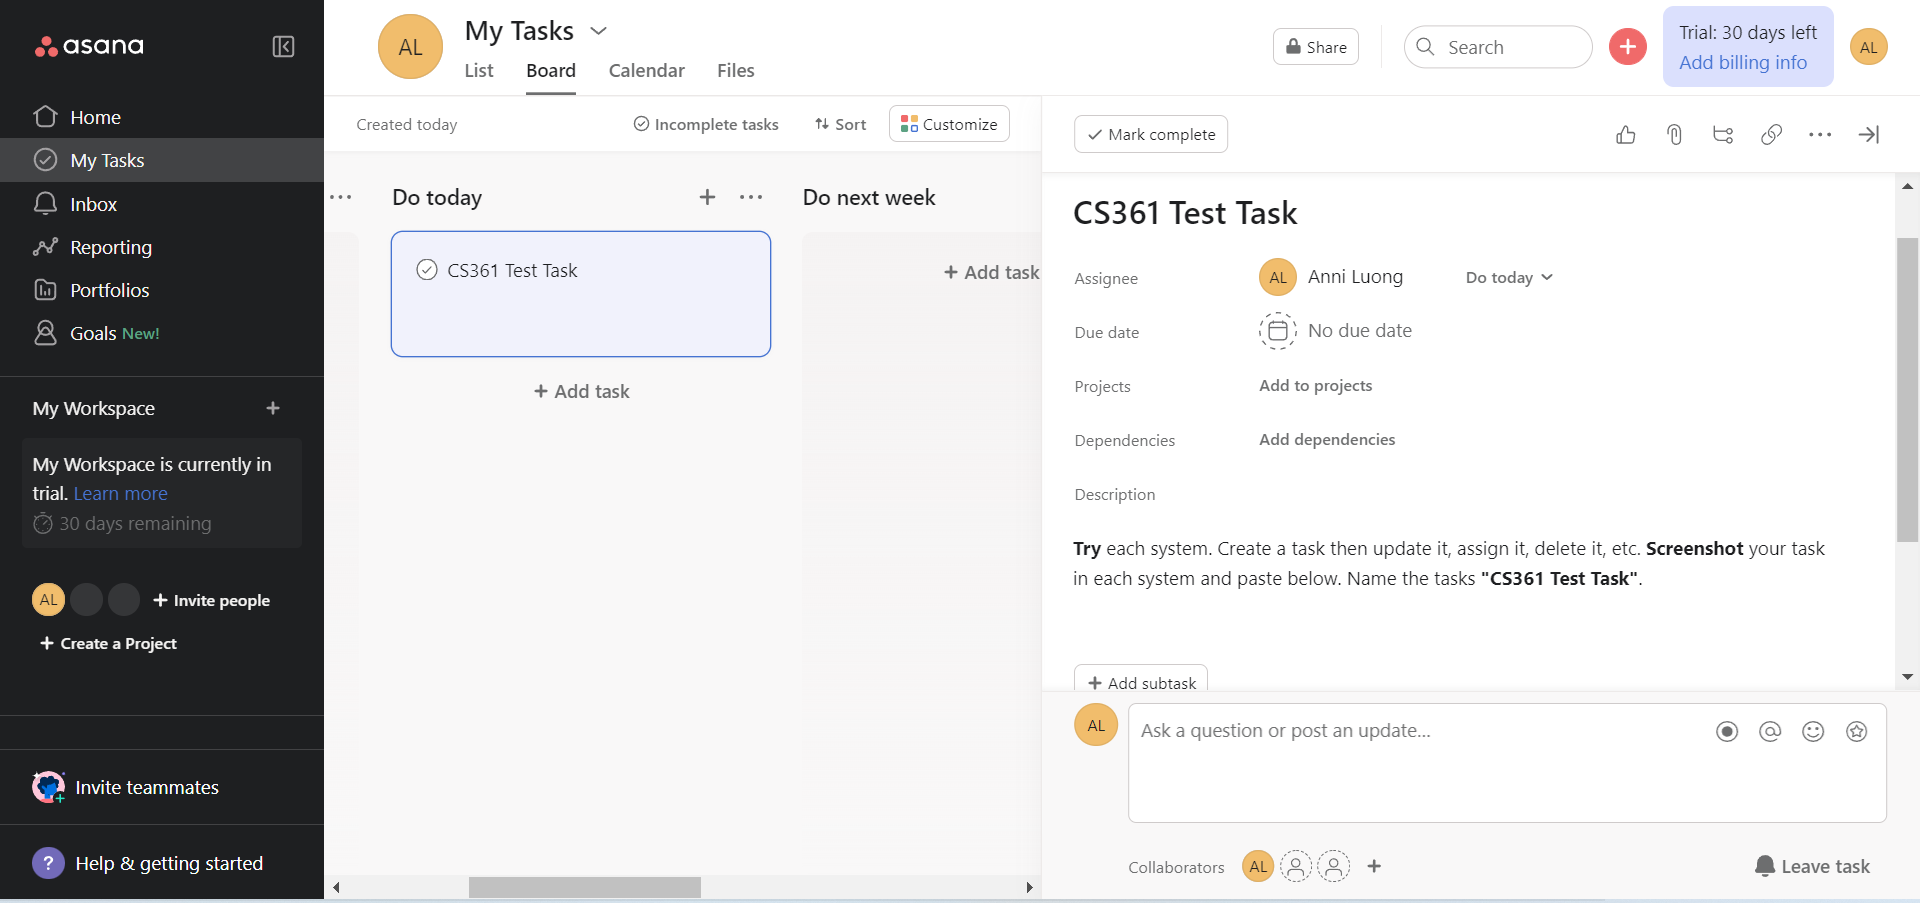 asana
Home
My Tasks
Inbox
Reporting
Portfolios
Goals New!
My Workspace
My Workspace is currently in
trial. Learn more
30 days remaining
AL
Invite people
Create a Project
Invite teammates
? Help & getting started
AL
My Tasks
List Board Calendar Files
Share
Search
Trial: 30 days left
Add billing info
AL
Created today
Incomplete tasks
Sort
Customize
Do today
CS361 Test Task
+ Add task
Do next week
+ Add task
Mark complete
CS361 Test Task
Assignee AL Anni Luong Do today
Due date No due date
Projects Add to projects
Dependencies Add dependencies
Description
Try each system. Create a task then update it, assign it, delete it, etc. Screenshot your task
in each system and paste below. Name the tasks "CS361 Test Task".
+ Add subtask
AL
Ask a question or post an update...
Collaborators AL
Leave task